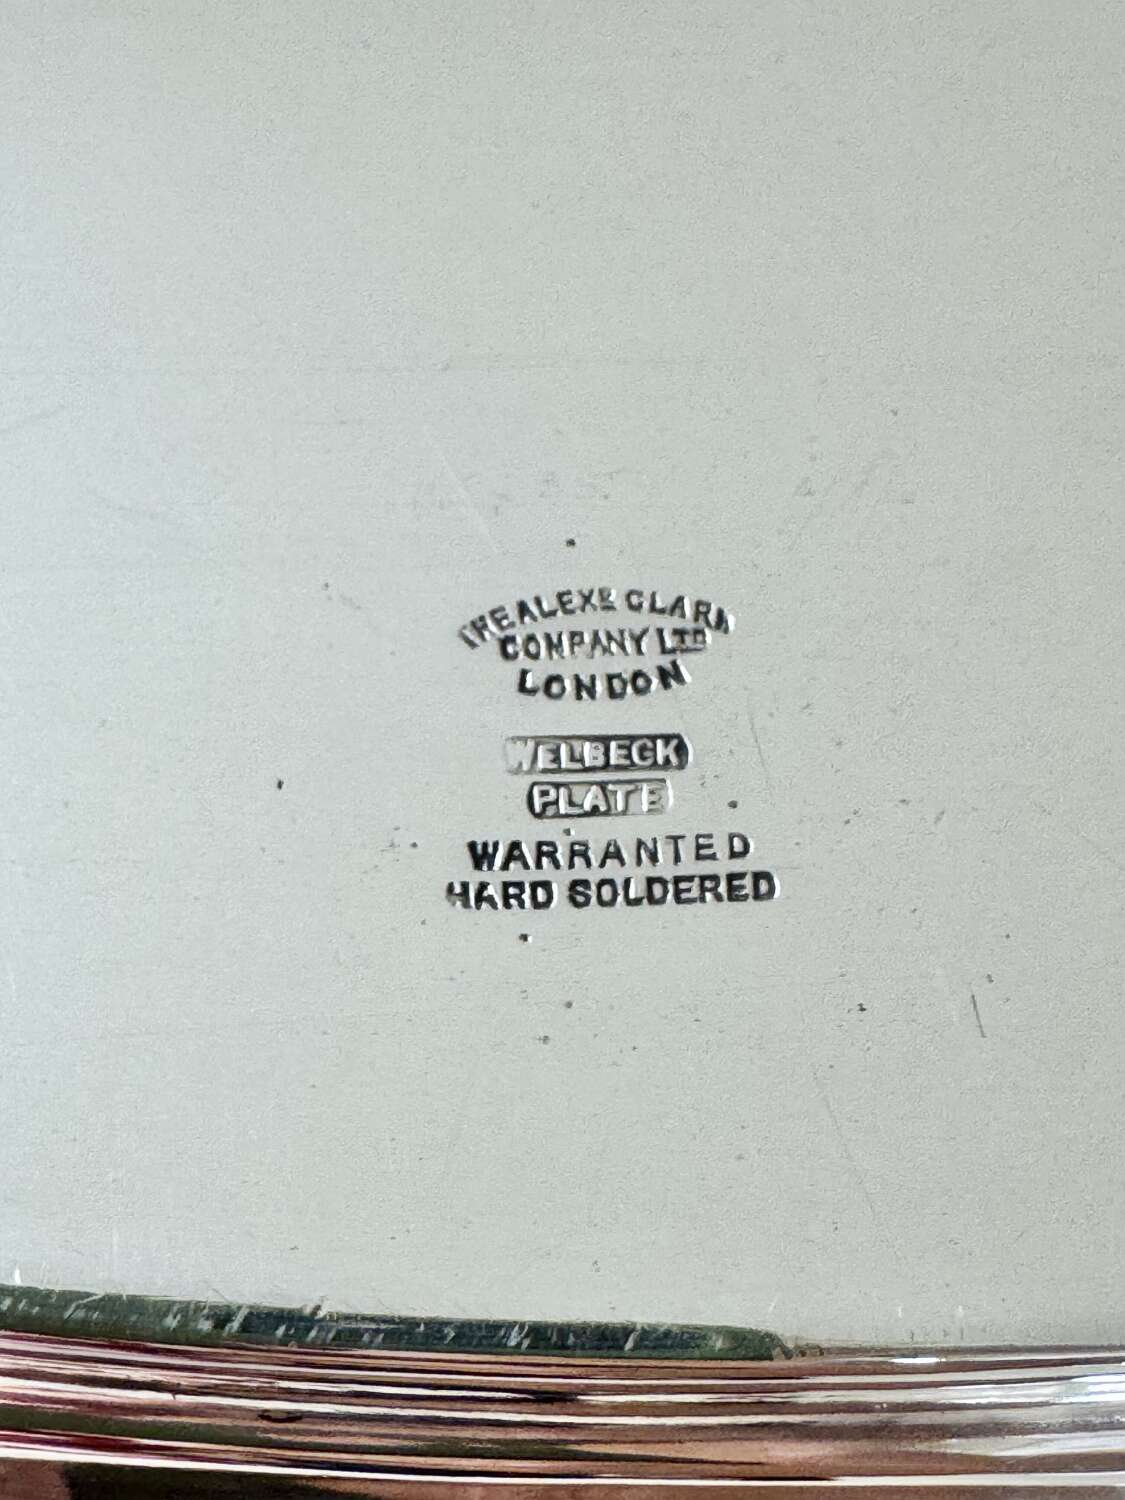 THE ALEXR CLARK
COMPANY LTD
LONDON
WELBECK
PLATE
WARRANTED
HARD SOLDERED